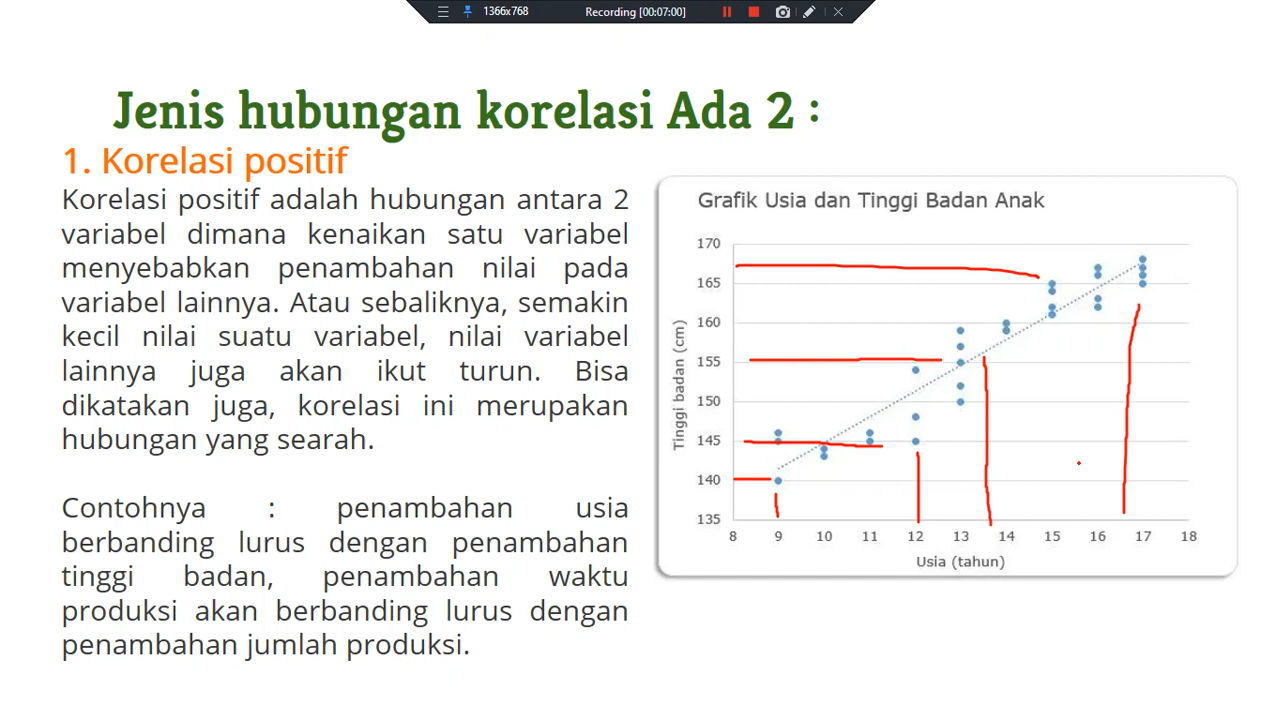 1366x768
Recording [00:07:00]
Jenis hubungan korelasi Ada 2 :
1. Korelasi positif
Korelasi positif adalah hubungan antara 2
variabel dimana kenaikan satu variabel
menyebabkan penambahan nilai pada
variabel lainnya. Atau sebaliknya, semakin
kecil nilai suatu variabel, nilai variabel
lainnya juga akan ikut turun. Bisa
dikatakan juga, korelasi ini merupakan
hubungan yang searah.
Contohnya : penambahan usia
berbanding lurus dengan penambahan
tinggi badan, penambahan waktu
produksi akan berbanding lurus dengan
penambahan jumlah produksi.
Grafik Usia dan Tinggi Badan Anak
Tinggi badan (cm)
170
165
160
155
150
145
140
135
8 9 10 11 12 13 14 15 16 17 18
Usia (tahun)